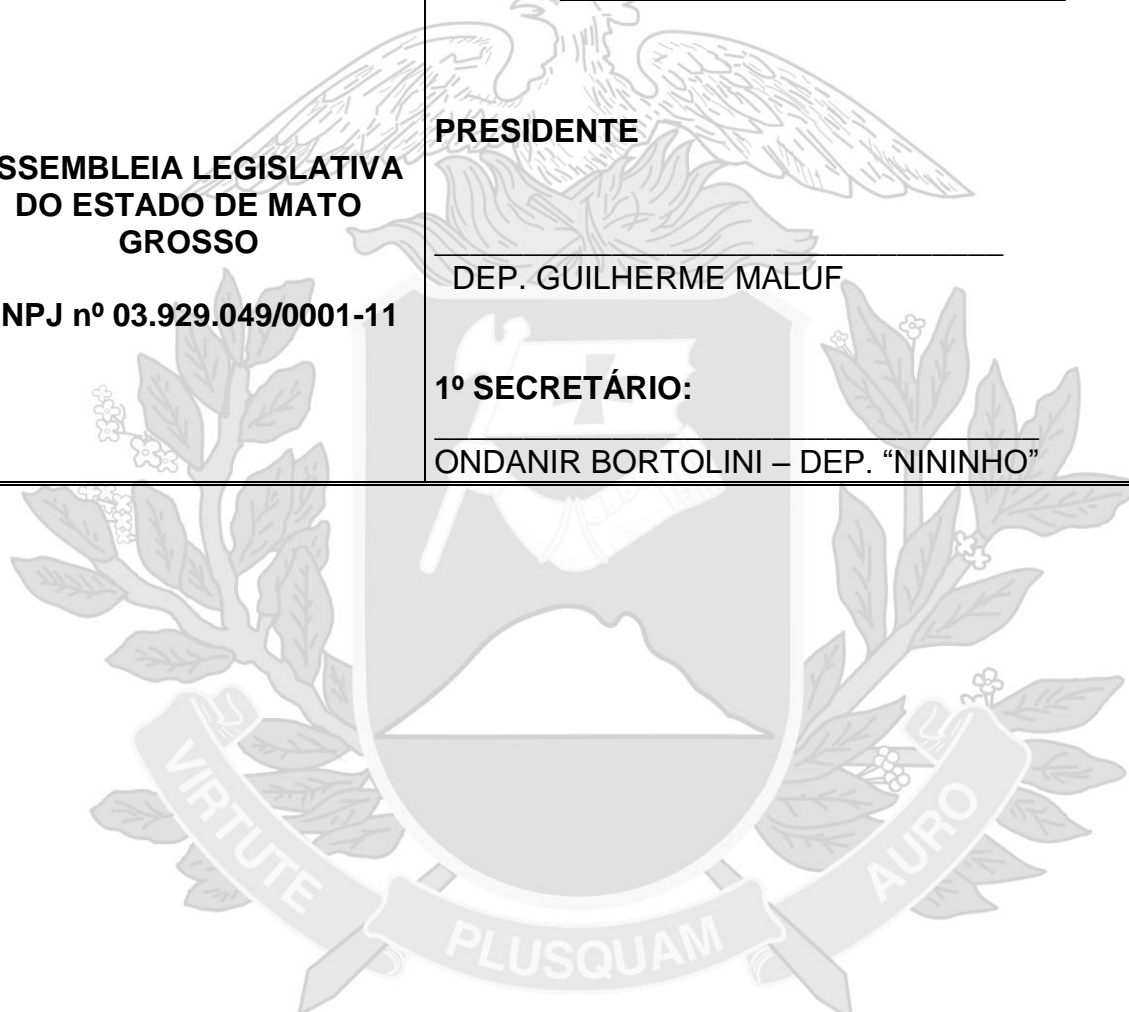 SSEMBLEIA LEGISLATIVA
DO ESTADO DE MATO
GROSSO
NPJ nº 03.929.049/0001-11
PRESIDENTE
DEP. GUILHERME MALUF
1º SECRETÁRIO:
ONDANIR BORTOLINI – DEP. “NININHO”
VIRTUTE
PLUSQUAM
AURO